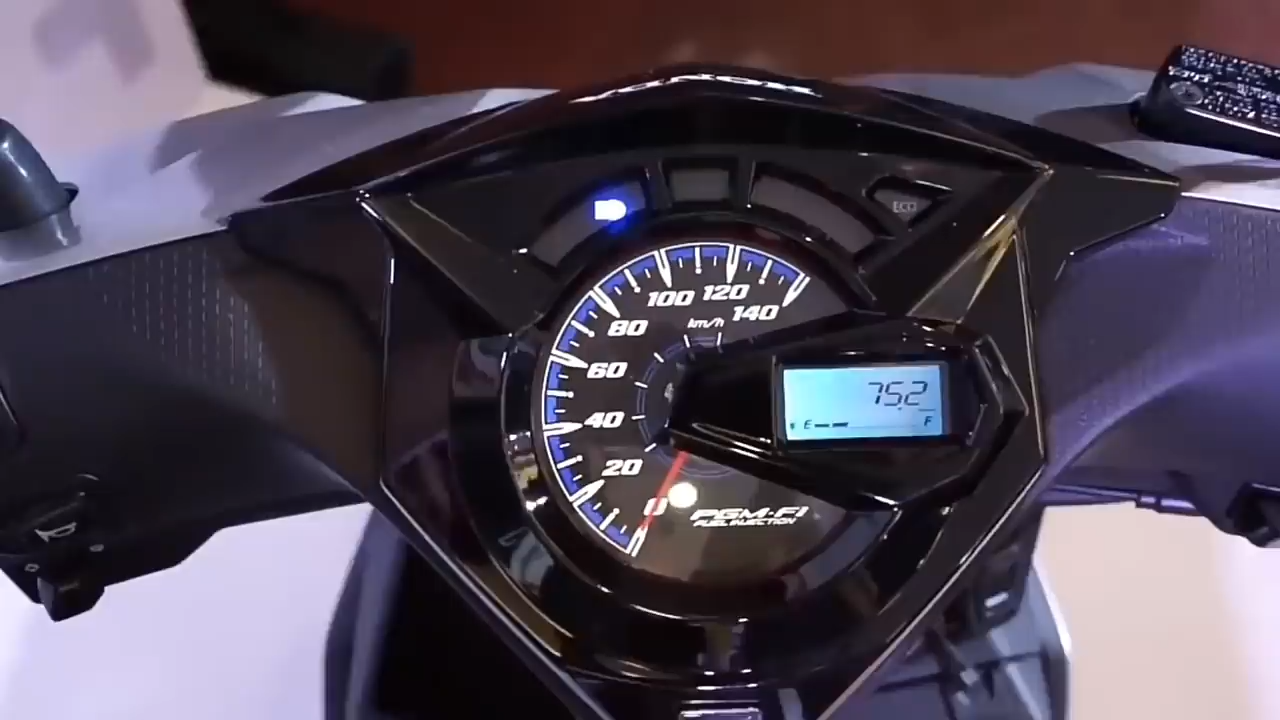 ECO
100 120
80 km/h 140
60
75.2
40
E F
20
0
PGM-FI
FUEL INJECTION